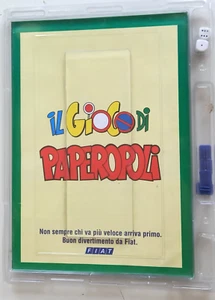 IL GIOCO DI
PAPEROPOLI
Non sempre chi va più veloce arriva primo.
Buon divertimento da Fiat.
FIAT